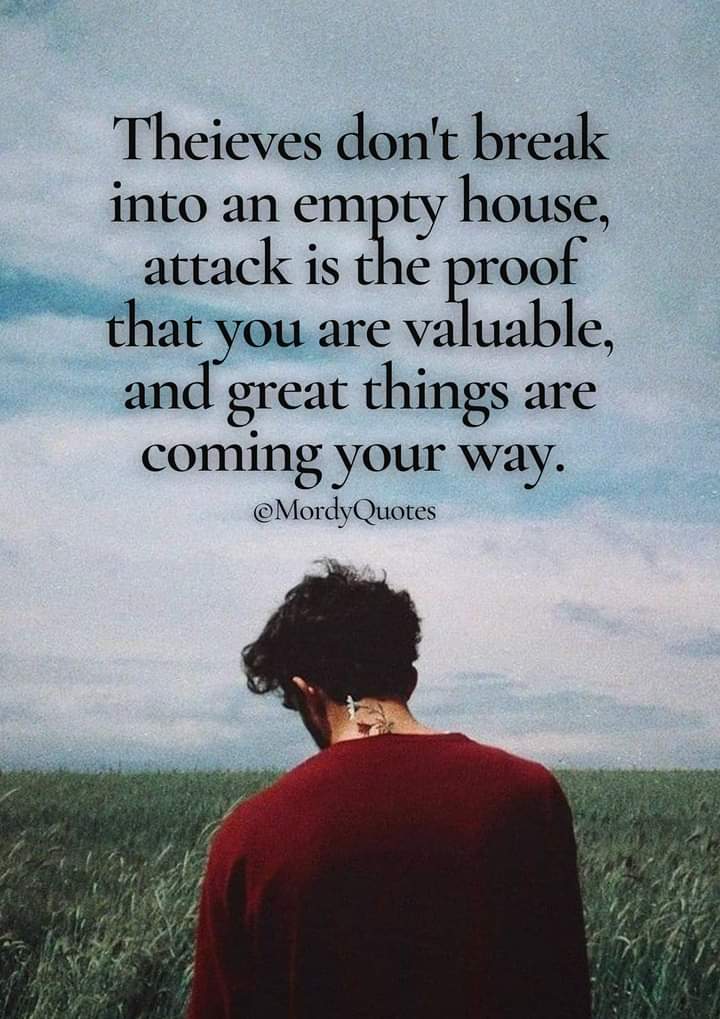 Theieves don't break
into an empty house,
attack is the proof
that you are valuable,
and great things are
coming your way.
©MordyQuotes